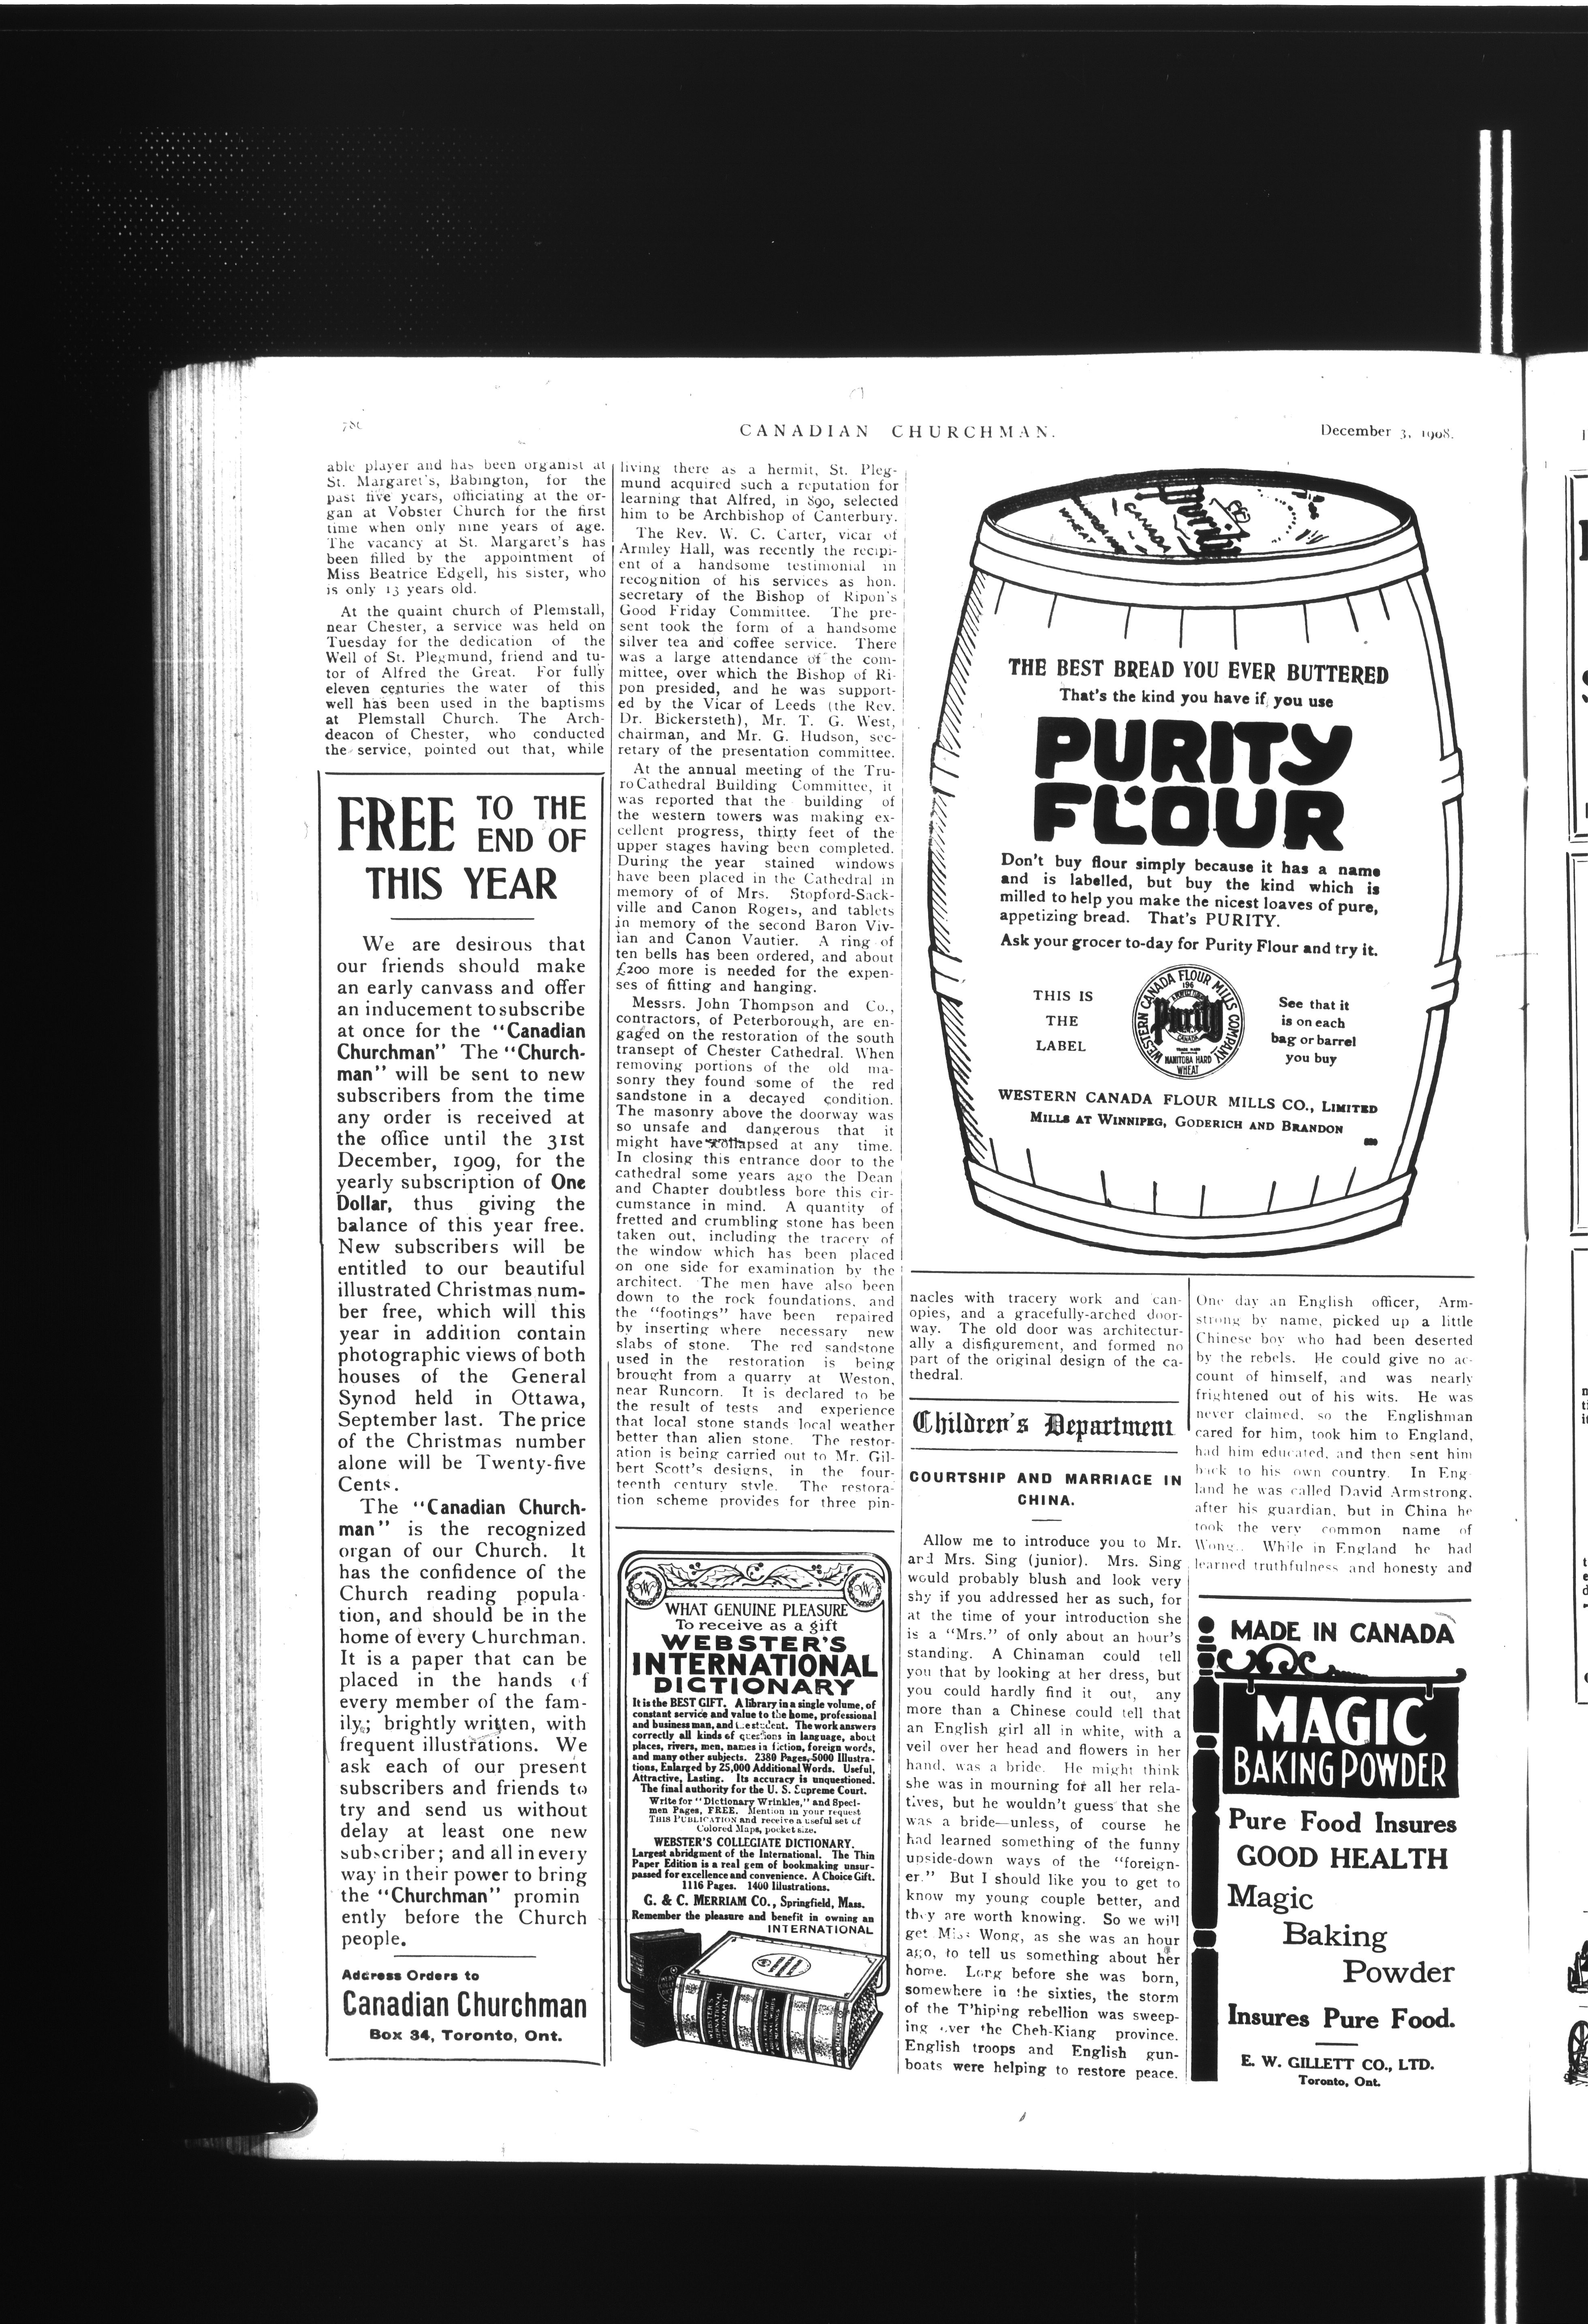 CANADIAN CHURCHMAN.
December 3, 1908.
able player and has been organist at
St. Margaret's, Babington, for the
past five years, officiating at the or-
gan at Vobster Church for the first
time when only nine years of age.
The vacancy at St. Margaret's has
been filled by the appointment of
Miss Beatrice Edgell, his sister, who
is only 13 years old.
At the quaint church of Plemstall,
near Chester, a service was held on
Tuesday for the dedication of the
Well of St. Plegmund, friend and tu-
tor of Alfred the Great. For fully
eleven centuries the water of this
well has been used in the baptisms
at Plemstall Church. The Arch-
deacon of Chester, who conducted
the service, pointed out that, while
FREE TO THE
END OF
THIS YEAR
We are desirous that
our friends should make
an early canvass and offer
an inducement to subscribe
at once for the "Canadian
Churchman" The "Church-
man" will be sent to new
subscribers from the time
any order is received at
the office until the 31st
December, 1909, for the
yearly subscription of One
Dollar, thus giving the
balance of this year free.
New subscribers will be
entitled to our beautiful
illustrated Christmas num-
ber free, which will this
year in addition contain
photographic views of both
houses of the General
Synod held in Ottawa,
September last. The price
of the Christmas number
alone will be Twenty-five
Cents.
The "Canadian Church-
man" is the recognized
organ of our Church. It
has the confidence of the
Church reading popula-
tion, and should be in the
home of every Churchman.
It is a paper that can be
placed in the hands of
every member of the fam-
ily; brightly written, with
frequent illustrations. We
ask each of our present
subscribers and friends to
try and send us without
delay at least one new
subscriber; and all in every
way in their power to bring
the "Churchman" promin
ently before the Church
people.
Address Orders to
Canadian Churchman
Box 34, Toronto, Ont.
living there as a hermit, St. Pleg-
mund acquired such a reputation for
learning that Alfred, in 890, selected
him to be Archbishop of Canterbury.
The Rev. W. C. Carter, vicar of
Armley Hall, was recently the recipi-
ent of a handsome testimonial in
recognition of his services as hon.
secretary of the Bishop of Ripon's
Good Friday Committee. The pre-
sent took the form of a handsome
silver tea and coffee service. There
was a large attendance of the com-
mittee, over which the Bishop of Ri-
pon presided, and he was support-
ed by the Vicar of Leeds (the Rev.
Dr. Bickersteth), Mr. T. G. West,
chairman, and Mr. G. Hudson, sec-
retary of the presentation committee.
At the annual meeting of the Tru-
ro Cathedral Building Committee, it
was reported that the building of
the western towers was making ex-
cellent progress, thirty feet of the
upper stages having been completed.
During the year stained windows
have been placed in the Cathedral in
memory of of Mrs. Stopford-Sack-
ville and Canon Rogers, and tablets
in memory of the second Baron Viv-
ian and Canon Vautier. A ring of
ten bells has been ordered, and about
£200 more is needed for the expen-
ses of fitting and hanging.
Messrs. John Thompson and Co.,
contractors, of Peterborough, are en-
gaged on the restoration of the south
transept of Chester Cathedral. When
removing portions of the old ma-
sonry they found some of the red
sandstone in a decayed condition.
The masonry above the doorway was
so unsafe and dangerous that it
might have collapsed at any time.
In closing this entrance door to the
cathedral some years ago the Dean
and Chapter doubtless bore this cir-
cumstance in mind. A quantity of
fretted and crumbling stone has been
taken out, including the tracery of
the window which has been placed
on one side for examination by the
architect. The men have also been
down to the rock foundations, and
the "footings" have been repaired
by inserting where necessary new
slabs of stone. The red sandstone
used in the restoration is being
brought from a quarry at Weston,
near Runcorn. It is declared to be
the result of tests and experience
that local stone stands local weather
better than alien stone. The restor-
ation is being carried out to Mr. Gil-
bert Scott's designs, in the four-
teenth century style. The restora-
tion scheme provides for three pin-
WHAT GENUINE PLEASURE
To receive as a gift
WEBSTER'S
INTERNATIONAL
DICTIONARY
It is the BEST GIFT. A library in a single volume, of
constant service and value to the home, professional
and business man, and the student. The work answers
correctly all kinds of questions in language, about
places, rivers, men, names in fiction, foreign words,
and many other subjects. 2380 Pages, 5000 Illustra-
tions, Enlarged by 25,000 Additional Words. Useful,
Attractive, Lasting. Its accuracy is unquestioned.
The final authority for the U. S. Supreme Court.
Write for "Dictionary Wrinkles," and Speci-
men Pages, FREE. Mention in your request
THIS PUBLICATION and receive a useful set of
Colored Maps, pocket size.
WEBSTER'S COLLEGIATE DICTIONARY.
Largest abridgment of the International. The Thin
Paper Edition is a real gem of bookmaking unsur-
passed for excellence and convenience. A Choice Gift.
1116 Pages. 1400 Illustrations.
G. & C. MERRIAM CO., Springfield, Mass.
Remember the pleasure and benefit in owning an
INTERNATIONAL
THE BEST BREAD YOU EVER BUTTERED
That's the kind you have if you use
PURITY
FLOUR
Don't buy flour simply because it has a name
and is labelled, but buy the kind which is
milled to help you make the nicest loaves of pure,
appetizing bread. That's PURITY.
Ask your grocer to-day for Purity Flour and try it.
THIS IS
THE
LABEL
WESTERN CANADA FLOUR MILLS COMPANY
196
Purity
CANADA
TRADE MARK
MANITOBA HARD
WHEAT
See that it
is on each
bag or barrel
you buy
WESTERN CANADA FLOUR MILLS CO., LIMITED
MILLS AT WINNIPEG, GODERICH AND BRANDON
nacles with tracery work and can-
opies, and a gracefully-arched door-
way. The old door was architectur-
ally a disfigurement, and formed no
part of the original design of the ca-
thedral.
Children's Department
COURTSHIP AND MARRIAGE IN
CHINA.
Allow me to introduce you to Mr.
and Mrs. Sing (junior). Mrs. Sing
would probably blush and look very
shy if you addressed her as such, for
at the time of your introduction she
is a "Mrs." of only about an hour's
standing. A Chinaman could tell
you that by looking at her dress, but
you could hardly find it out, any
more than a Chinese could tell that
an English girl all in white, with a
veil over her head and flowers in her
hand, was a bride. He might think
she was in mourning for all her rela-
tives, but he wouldn't guess that she
was a bride—unless, of course he
had learned something of the funny
upside-down ways of the "foreign-
er." But I should like you to get to
know my young couple better, and
they are worth knowing. So we will
get Miss Wong, as she was an hour
ago, to tell us something about her
home. Long before she was born,
somewhere in the sixties, the storm
of the T'hiping rebellion was sweep-
ing over the Cheh-Kiang province.
English troops and English gun-
boats were helping to restore peace.
One day an English officer, Arm-
strong by name, picked up a little
Chinese boy who had been deserted
by the rebels. He could give no ac-
count of himself, and was nearly
frightened out of his wits. He was
never claimed, so the Englishman
cared for him, took him to England,
had him educated, and then sent him
back to his own country. In Eng-
land he was called David Armstrong,
after his guardian, but in China he
took the very common name of
Wong. While in England he had
learned truthfulness and honesty and
MADE IN CANADA
MAGIC
BAKING POWDER
Pure Food Insures
GOOD HEALTH
Magic
Baking
Powder
Insures Pure Food.
E. W. GILLETT CO., LTD.
Toronto, Ont.